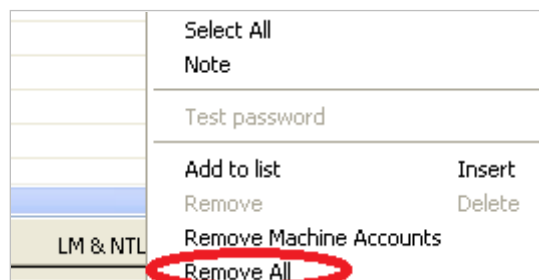 Select All
Note
Test password
Add to list Insert
Remove Delete
Remove Machine Accounts
LM & NTL
Remove All